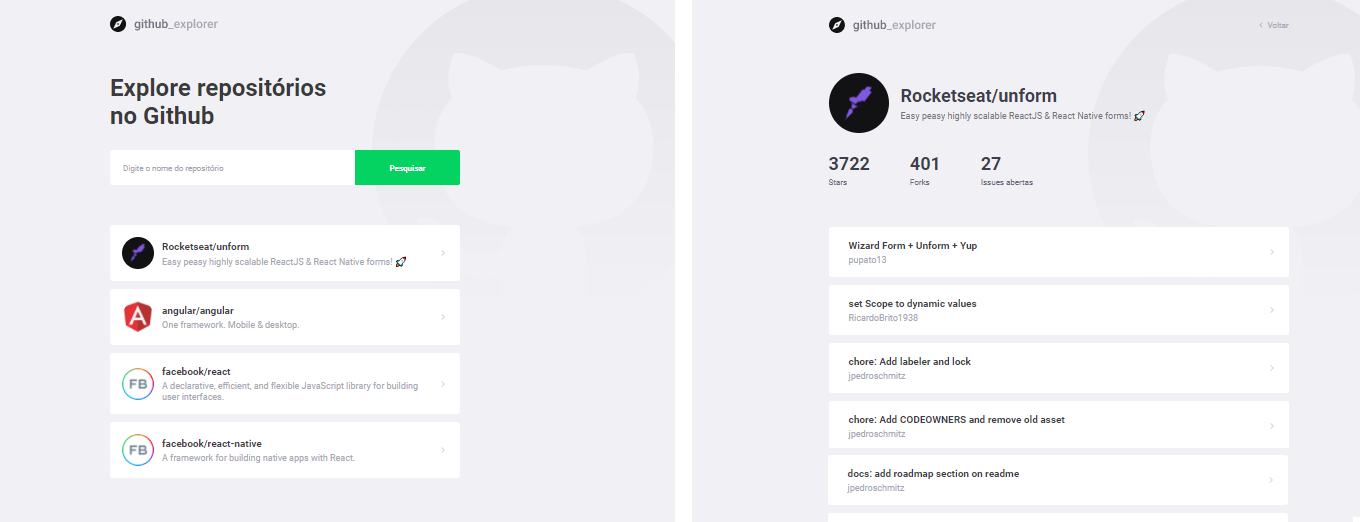 github_explorer
Explore repositórios
no Github
Digite o nome do repositório
Pesquisar
Rocketseat/unform
Easy peasy highly scalable ReactJS & React Native forms! 🚀
angular/angular
One framework. Mobile & desktop.
FB
facebook/react
A declarative, efficient, and flexible JavaScript library for building
user interfaces.
FB
facebook/react-native
A framework for building native apps with React.
github_explorer
Voltar
Rocketseat/unform
Easy peasy highly scalable ReactJS & React Native forms! 🚀
3722 401 27
Stars Forks Issues abertas
Wizard Form + Unform + Yup
pupato13
set Scope to dynamic values
RicardoBrito1938
chore: Add labeler and lock
jpedroschmitz
chore: Add CODEOWNERS and remove old asset
jpedroschmitz
docs: add roadmap section on readme
jpedroschmitz